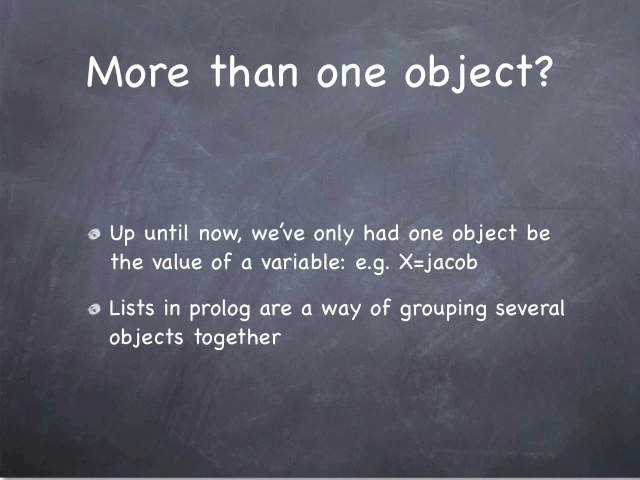 More than one object?
Up until now, we've only had one object be
the value of a variable: e.g. X=jacob
Lists in prolog are a way of grouping several
objects together